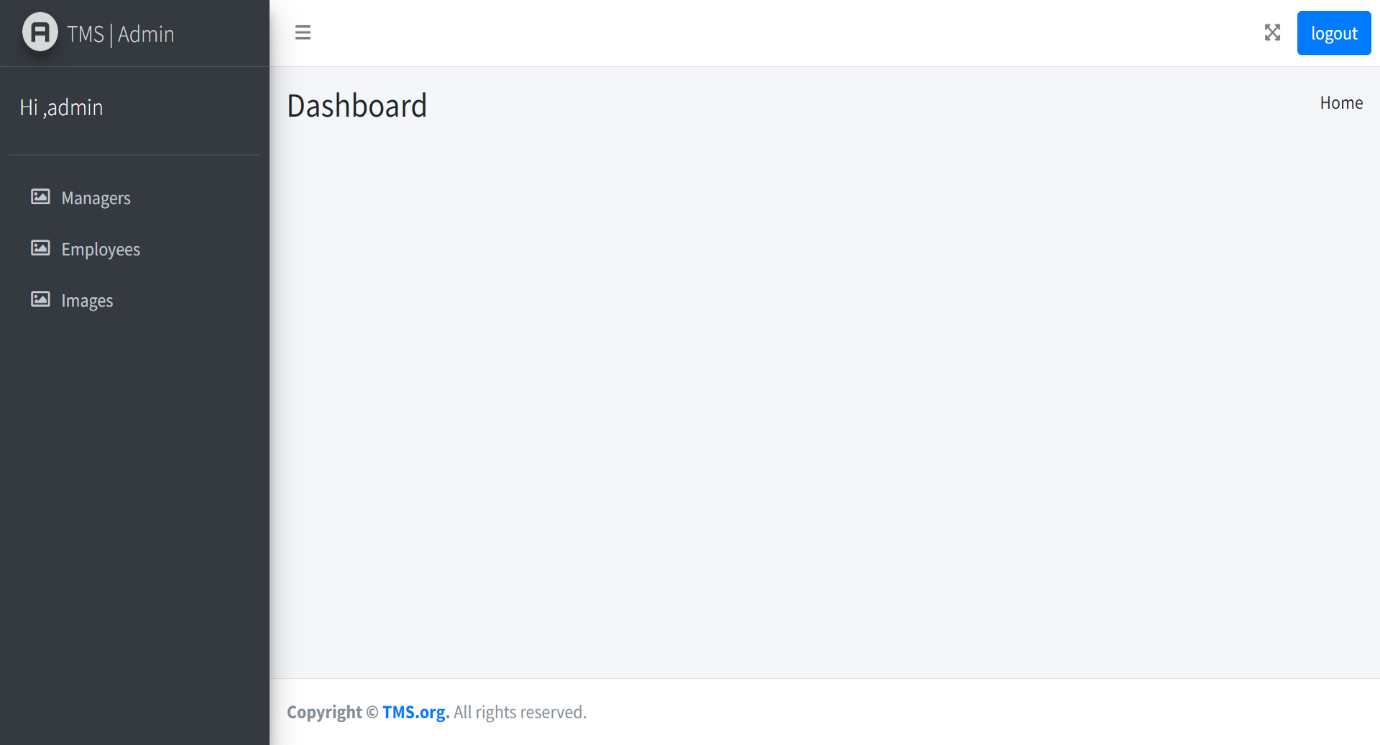 TMS | Admin
logout
Hi ,admin
Dashboard
Home
Managers
Employees
Images
Copyright © TMS.org. All rights reserved.